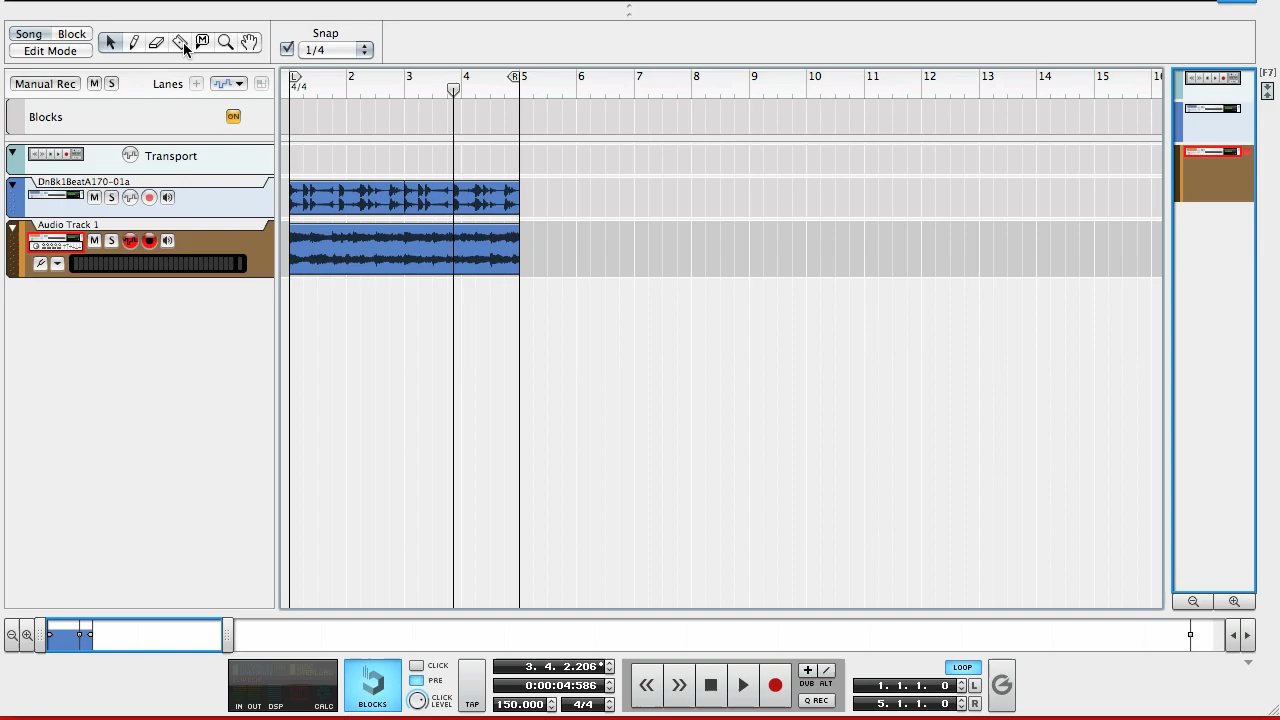 Song Block
Edit Mode
M
Snap
1/4
[F7]
Manual Rec M S Lanes
L 2 3 4 R 5 6 7 8 9 10 11 12 13 14 15 16
4/4
Blocks ON
Transport
DnBk1BeatA170-01a
M S
Audio Track 1
M S
CLICK
PRE
CLICK
LEVEL
IN OUT DSP CALC
BLOCKS
TAP
3. 4. 2.206*
0:00:04:586
150.000 4/4
DUB ALT
Q REC
LOOP
1. 1. 1. 0 L
5. 1. 1. 0 R